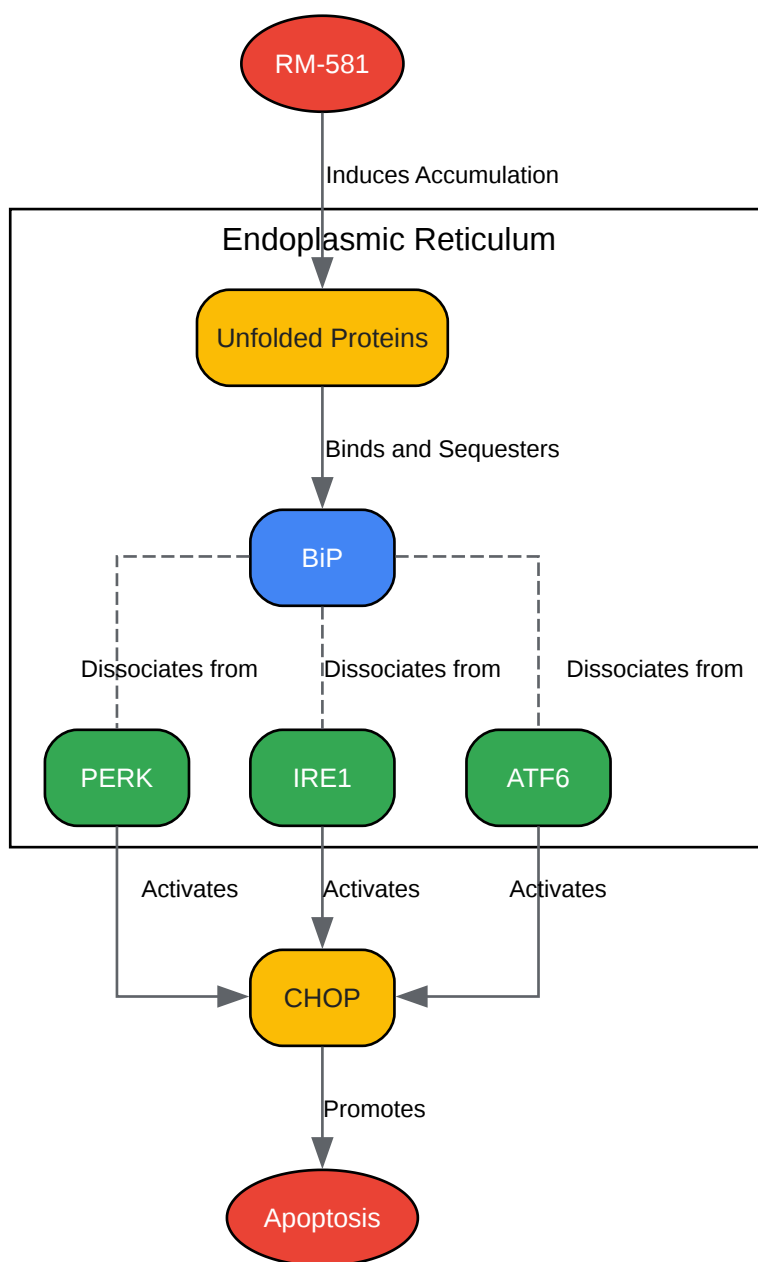 RM-581
Induces Accumulation
Endoplasmic Reticulum
Unfolded Proteins
Binds and Sequesters
BiP
Dissociates from
Dissociates from
Dissociates from
PERK
IRE1
ATF6
Activates
Activates
Activates
CHOP
Promotes
Apoptosis